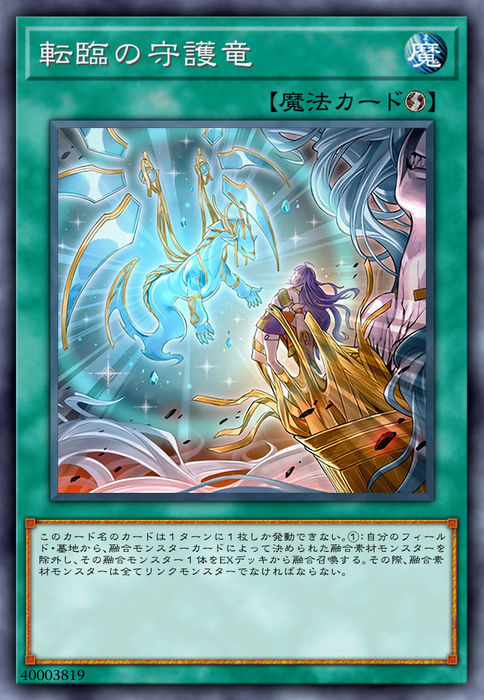 転臨の守護竜
魔
【魔法カード】
このカード名のカードは1ターンに1枚しか発動できない。①:自分のフィール
ド・墓地から、融合モンスターカードによって決められた融合素材モンスターを
除外し、その融合モンスター1体をEXデッキから融合召喚する。その際、融合素
材モンスターは全てリンクモンスターでなければならない。
40003819